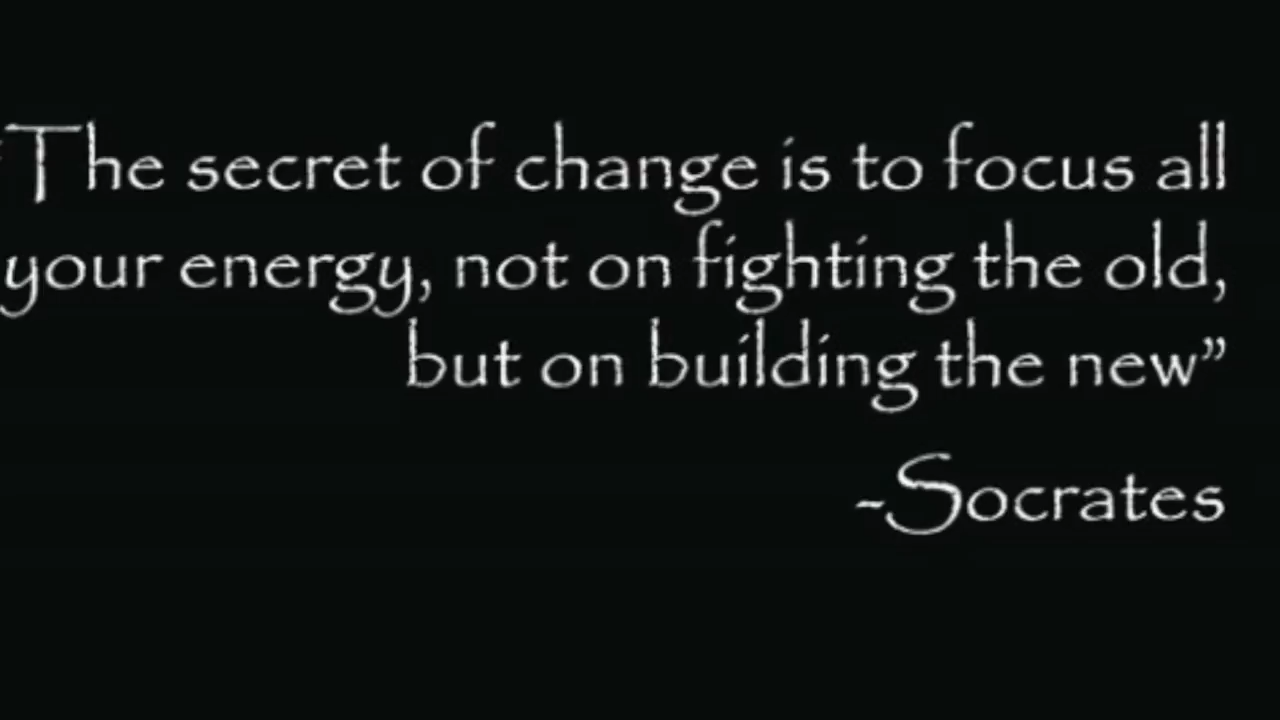 “The secret of change is to focus all
your energy, not on fighting the old,
but on building the new”
-Socrates